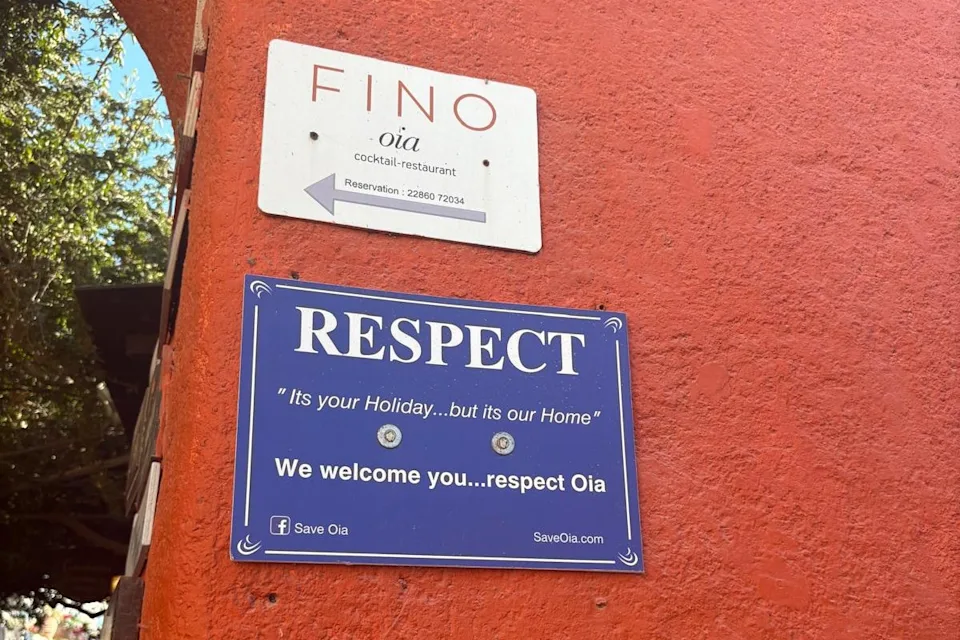 FINO
oia
cocktail-restaurant
Reservation : 22860 72034
RESPECT
"Its your Holiday...but its our Home"
We welcome you...respect Oia
f Save Oia
SaveOia.com